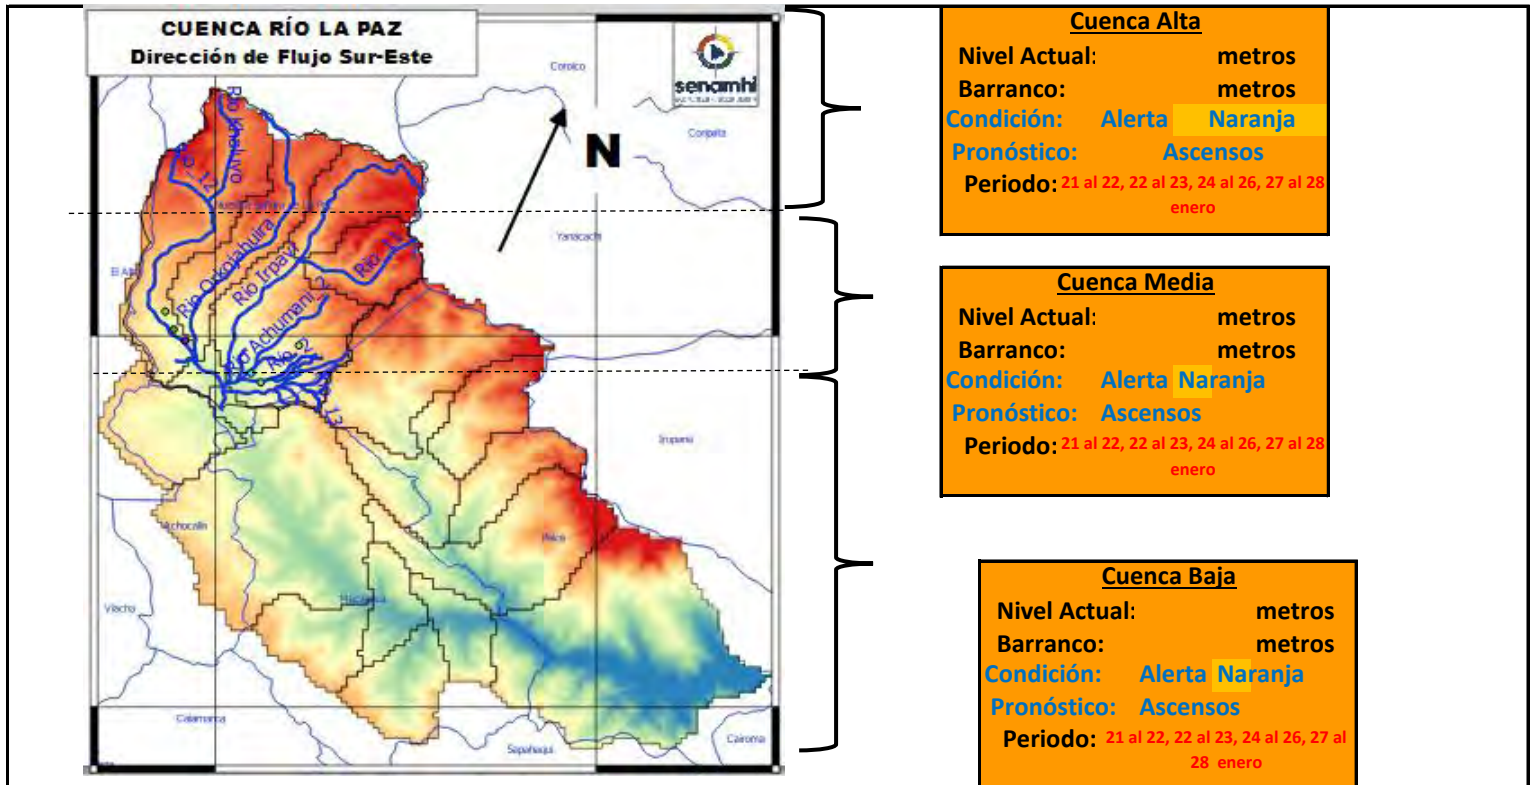 CUENCA RÍO LA PAZ
Dirección de Flujo Sur-Este
senamhi
N
Coroico
Coripata
Yanacachi
Irupana
Río Khaluyo
Río Orkojahuira
Río Irpavi
Río Achumani_2
Achocalla
Viacha
Calamarca
Sapahaqui
Cairoma
Cuenca Alta
Nivel Actual: metros
Barranco: metros
Condición: Alerta Naranja
Pronóstico: Ascensos
Periodo: 21 al 22, 22 al 23, 24 al 26, 27 al 28
enero
Cuenca Media
Nivel Actual: metros
Barranco: metros
Condición: Alerta Naranja
Pronóstico: Ascensos
Periodo: 21 al 22, 22 al 23, 24 al 26, 27 al 28
enero
Cuenca Baja
Nivel Actual: metros
Barranco: metros
Condición: Alerta Naranja
Pronóstico: Ascensos
Periodo: 21 al 22, 22 al 23, 24 al 26, 27 al
28 enero